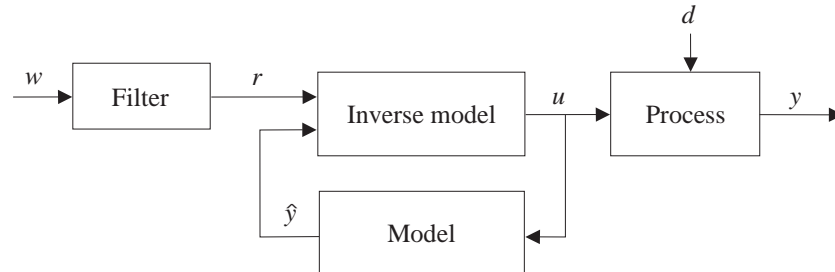 d
w
Filter
r
Inverse model
u
Process
y
ŷ
Model